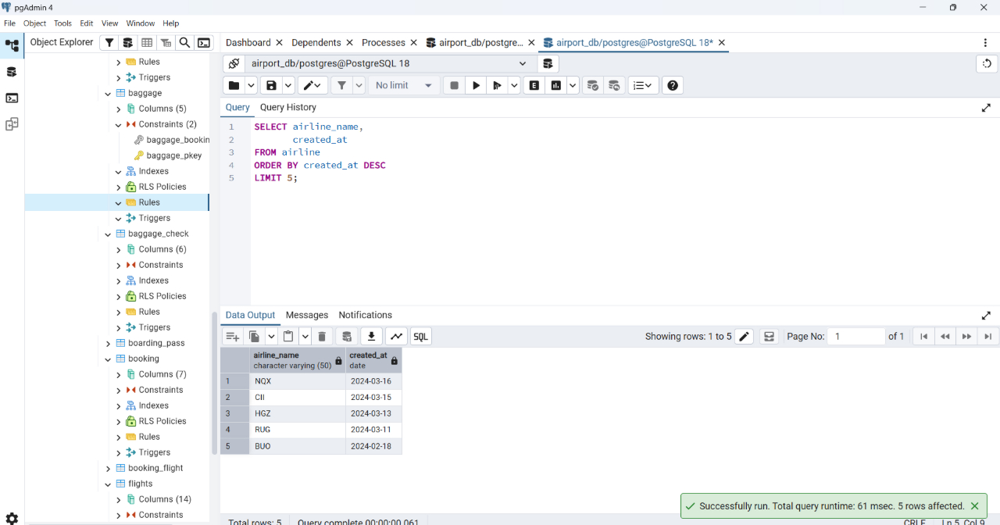 pgAdmin 4
File Object Tools Edit View Window Help
Object Explorer
Dashboard Dependents Processes airport_db/postgre... airport_db/postgres@PostgreSQL 18*
Rules
Triggers
baggage
Columns (5)
Constraints (2)
baggage_bookin
baggage_pkey
Indexes
RLS Policies
Rules
Triggers
baggage_check
Columns (6)
Constraints
Indexes
RLS Policies
Rules
Triggers
boarding_pass
booking
Columns (7)
Constraints
Indexes
RLS Policies
Rules
Triggers
booking_flight
flights
Columns (14)
Constraints
airport_db/postgres@PostgreSQL 18
No limit
E
Query Query History
1 SELECT airline_name,
2 created_at
3 FROM airline
4 ORDER BY created_at DESC
5 LIMIT 5;
Data Output Messages Notifications
SQL
Showing rows: 1 to 5
Page No: 1 of 1
airline_name created_at
character varying (50) date
1 NQX 2024-03-16
2 CII 2024-03-15
3 HGZ 2024-03-13
4 RUG 2024-03-11
5 BUO 2024-02-18
Successfully run. Total query runtime: 61 msec. 5 rows affected.
Total rows: 5 Query complete 00:00:00.061 CRLF Ln 5, Col 9